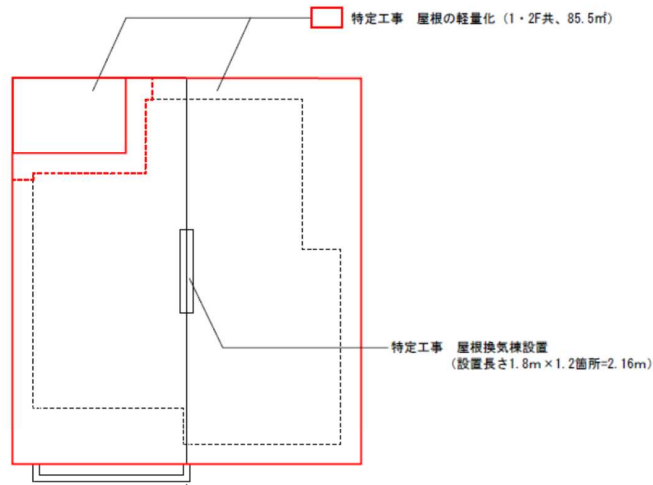 特定工事　屋根の軽量化（1・2F共、85.5㎡）
特定工事　屋根換気棟設置
（設置長さ1.8m×1.2箇所=2.16m）